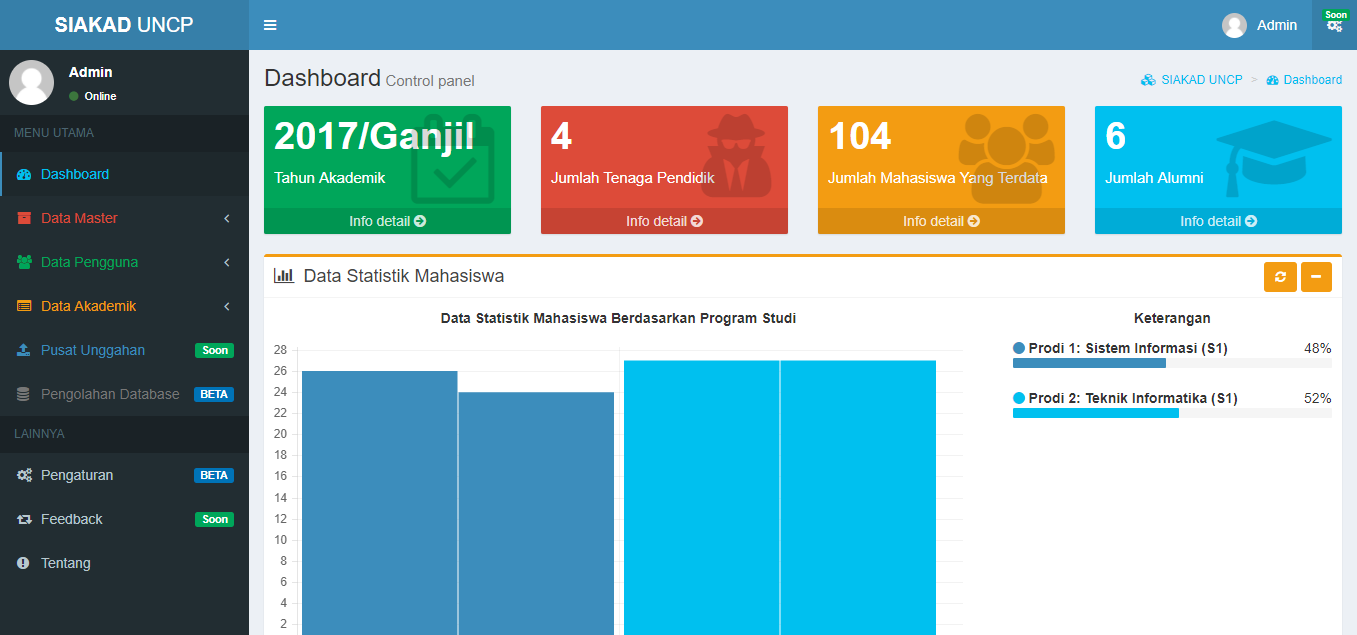 SIAKAD UNCP
Admin
Soon
Admin
Online
MENU UTAMA
Dashboard
Data Master
Data Pengguna
Data Akademik
Pusat Unggahan Soon
Pengolahan Database BETA
LAINNYA
Pengaturan BETA
Feedback Soon
Tentang
Dashboard Control panel
SIAKAD UNCP > Dashboard
2017/Ganjil
Tahun Akademik
Info detail
4
Jumlah Tenaga Pendidik
Info detail
104
Jumlah Mahasiswa Yang Terdata
Info detail
6
Jumlah Alumni
Info detail
Data Statistik Mahasiswa
Data Statistik Mahasiswa Berdasarkan Program Studi
28
26
24
22
20
18
16
14
12
10
8
6
4
2
Keterangan
Prodi 1: Sistem Informasi (S1) 48%
Prodi 2: Teknik Informatika (S1) 52%